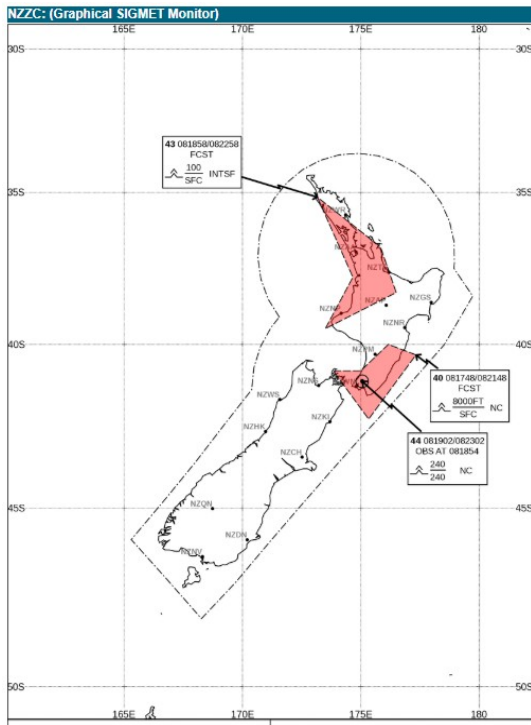 NZZC: (Graphical SIGMET Monitor)
165E 170E 175E 180
30S 30S
43 081858/082258
FCST
100
SFC INTSF
35S 35S
NZGS
NZNR
40S 40S
NZPM
40 081748/082148
FCST
8000FT
SFC NC
NZWS
NZHK
NZKI
44 081902/082302
OBS AT 081854
240
240 NC
NZCH
45S 45S
NZQN
NZDN
NZNV
50S 50S
165E 170E 175E 180